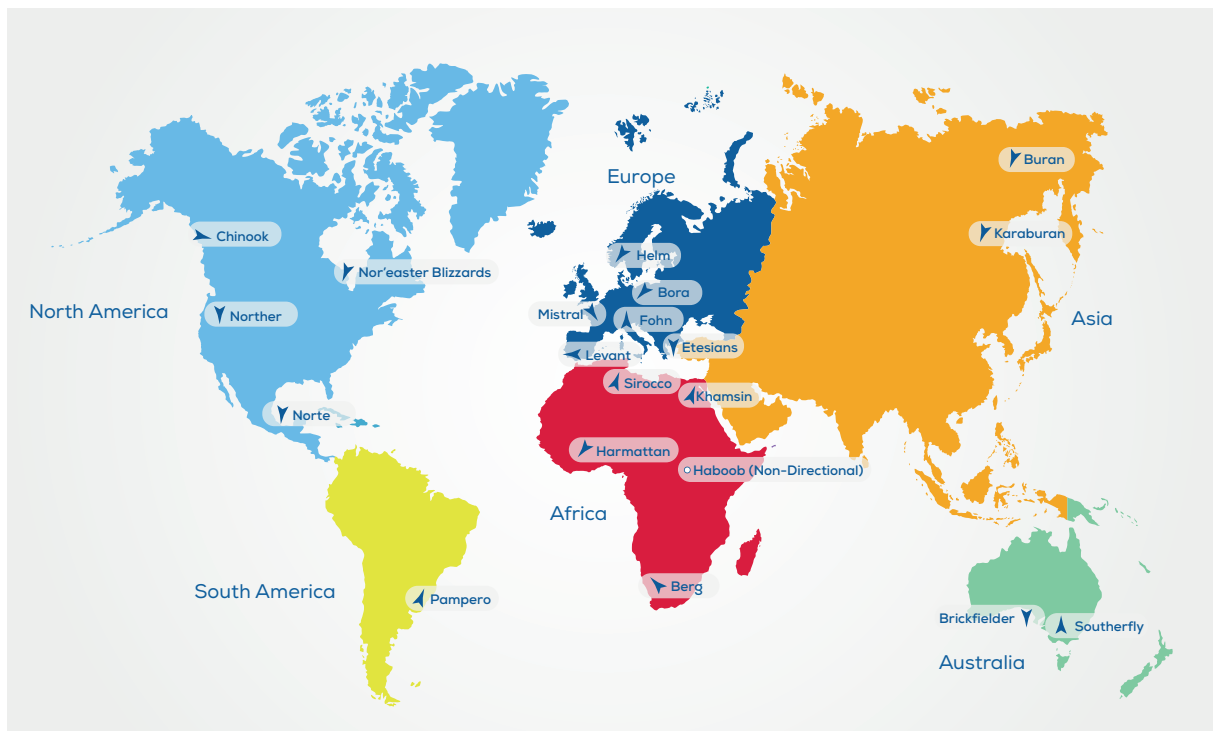 Europe
Buran
Chinook
Karaburan
Helm
Nor'easter Blizzards
Bora
North America
Norther
Mistral
Fohn
Asia
Etesians
Levant
Sirocco
Khamsin
Norte
Harmattan
Haboob (Non-Directional)
Africa
South America
Pampero
Berg
Brickfielder
Southerfly
Australia